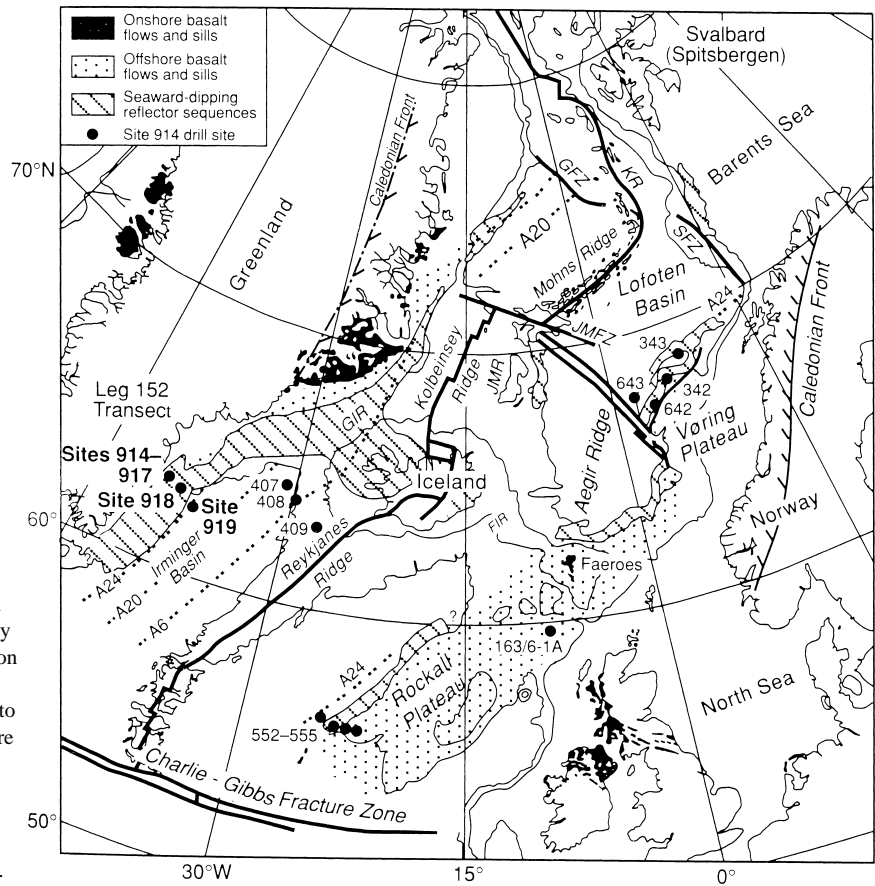 Onshore basalt
flows and sills
Offshore basalt
flows and sills
Seaward-dipping
reflector sequences
Site 914 drill site
Svalbard
(Spitsbergen)
Barents Sea
Caledonian Front
70°N
Greenland
GFZ
KR
A20
SFZ
Mohns Ridge
Lofoten
Basin
A24
JMFZ
Caledonian Front
Kolbeinsey
Ridge
JMR
343
643
342
642
Vøring
Plateau
Leg 152
Transect
GIR
Sites 914–
917
Site 918
Site
919
407
408
409
Iceland
Aegir Ridge
Norway
60°
Irminger
Basin
Reykjanes
Ridge
FIR
Faeroes
A24
A20
A6
?
163/6-1A
A24
Rockall
Plateau
552–555
North Sea
Charlie - Gibbs Fracture Zone
50°
30°W
15°
0°
y
on
to
re